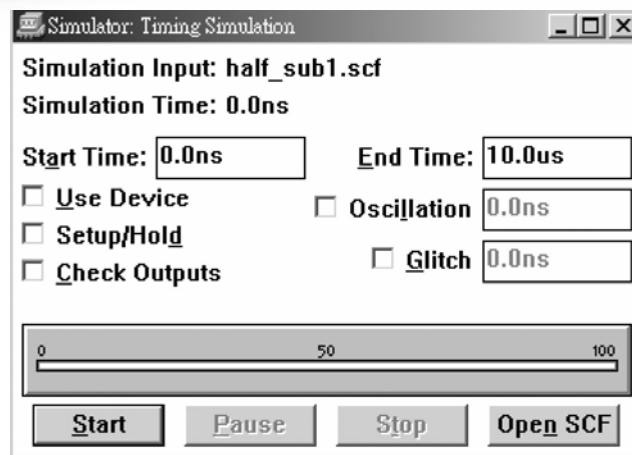 Simulator: Timing Simulation
Simulation Input: half_sub1.scf
Simulation Time: 0.0ns
Start Time: 0.0ns End Time: 10.0us
Use Device
Oscillation 0.0ns
Setup/Hold
Glitch 0.0ns
Check Outputs
0 50 100
Start Pause Stop Open SCF